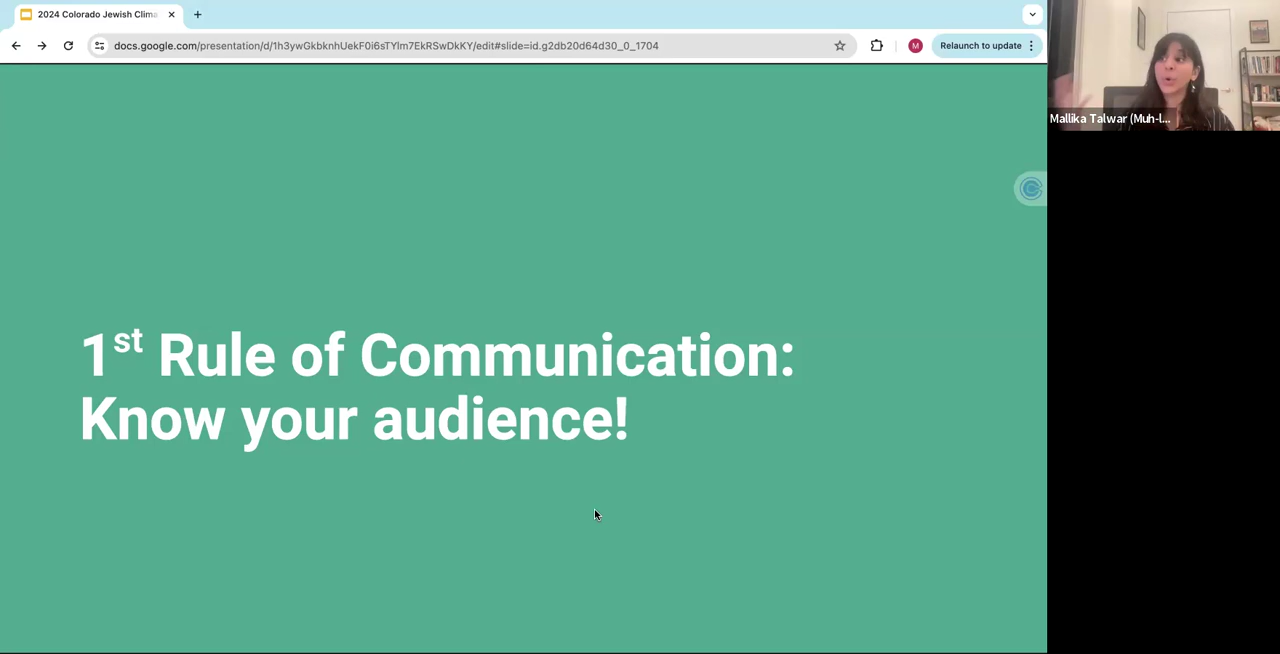 2024 Colorado Jewish Clima
docs.google.com/presentation/d/1h3ywGkbknhUekF0i6sTYlm7EkRSwDkKY/edit#slide=id.g2db20d64d30_0_1704
M
Relaunch to update
Mallika Talwar (Muh-l...
1st Rule of Communication:
Know your audience!